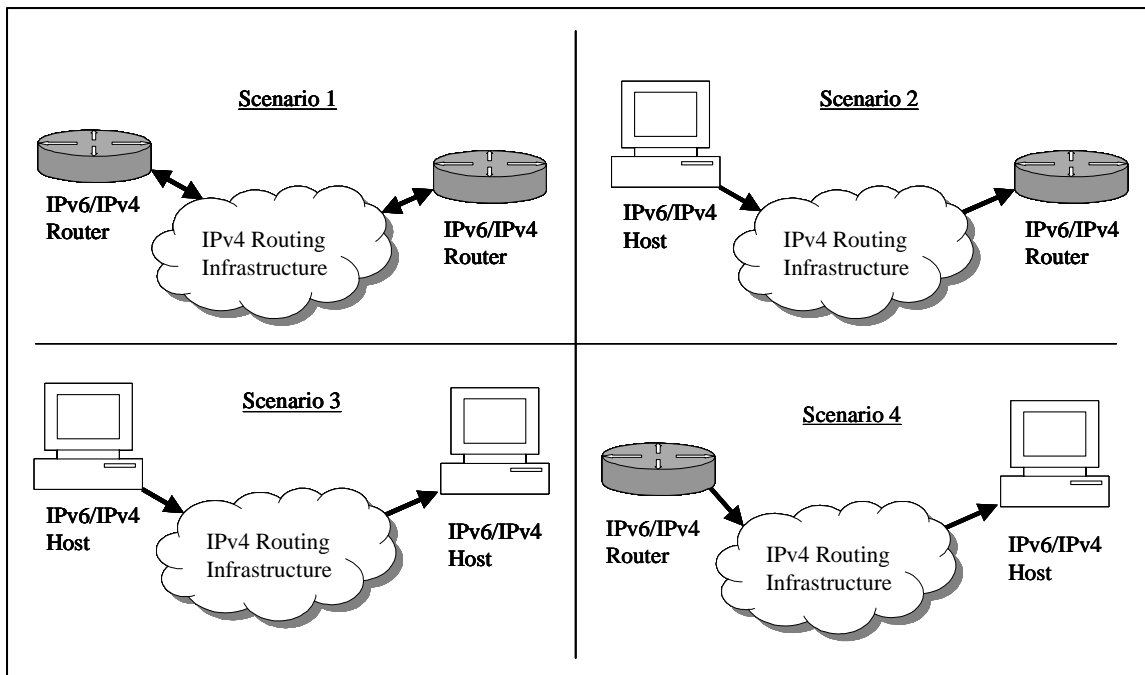 Scenario 1
IPv6/IPv4
Router
IPv4 Routing
Infrastructure
IPv6/IPv4
Router
Scenario 2
IPv6/IPv4
Host
IPv4 Routing
Infrastructure
IPv6/IPv4
Router
Scenario 3
IPv6/IPv4
Host
IPv4 Routing
Infrastructure
IPv6/IPv4
Host
Scenario 4
IPv6/IPv4
Router
IPv4 Routing
Infrastructure
IPv6/IPv4
Host